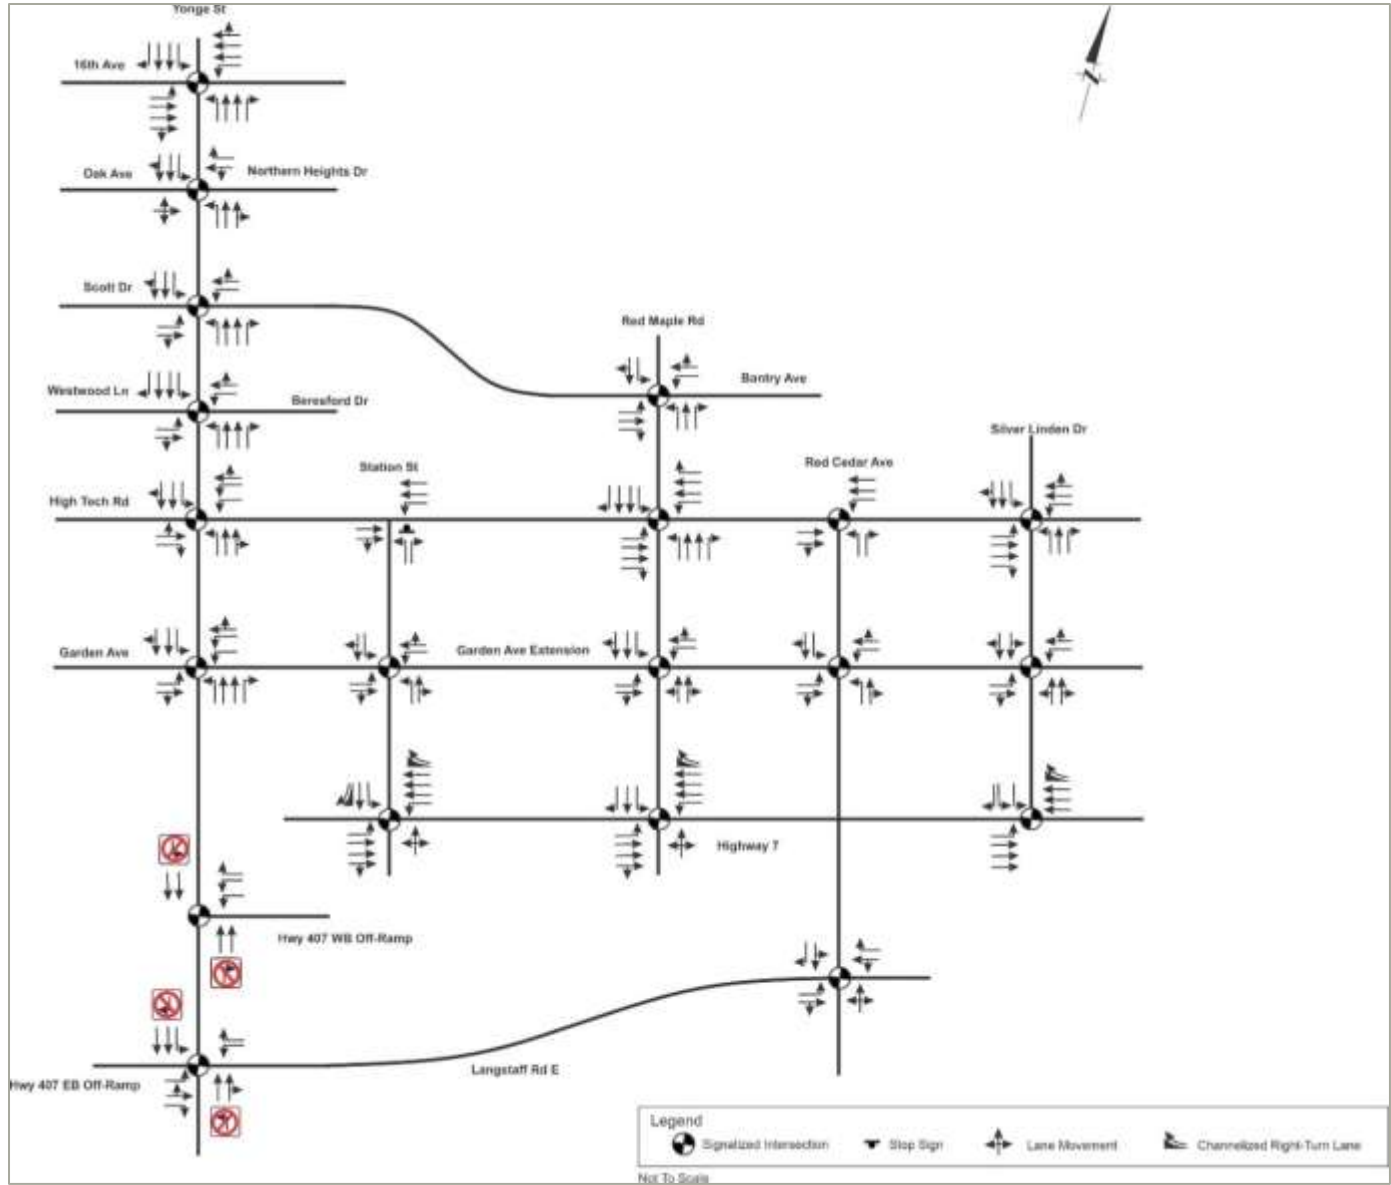 Yonge St
16th Ave
Oak Ave
Northern Heights Dr
Scott Dr
Red Maple Rd
Westwood Ln
Beresford Dr
Bantry Ave
Silver Linden Dr
Station St
Red Cedar Ave
High Tech Rd
Garden Ave
Garden Ave Extension
Highway 7
Hwy 407 WB Off-Ramp
Langstaff Rd E
Hwy 407 EB Off-Ramp
N
Legend
Signalized Intersection
Stop Sign
Lane Movement
Channelized Right-Turn Lane
Not To Scale